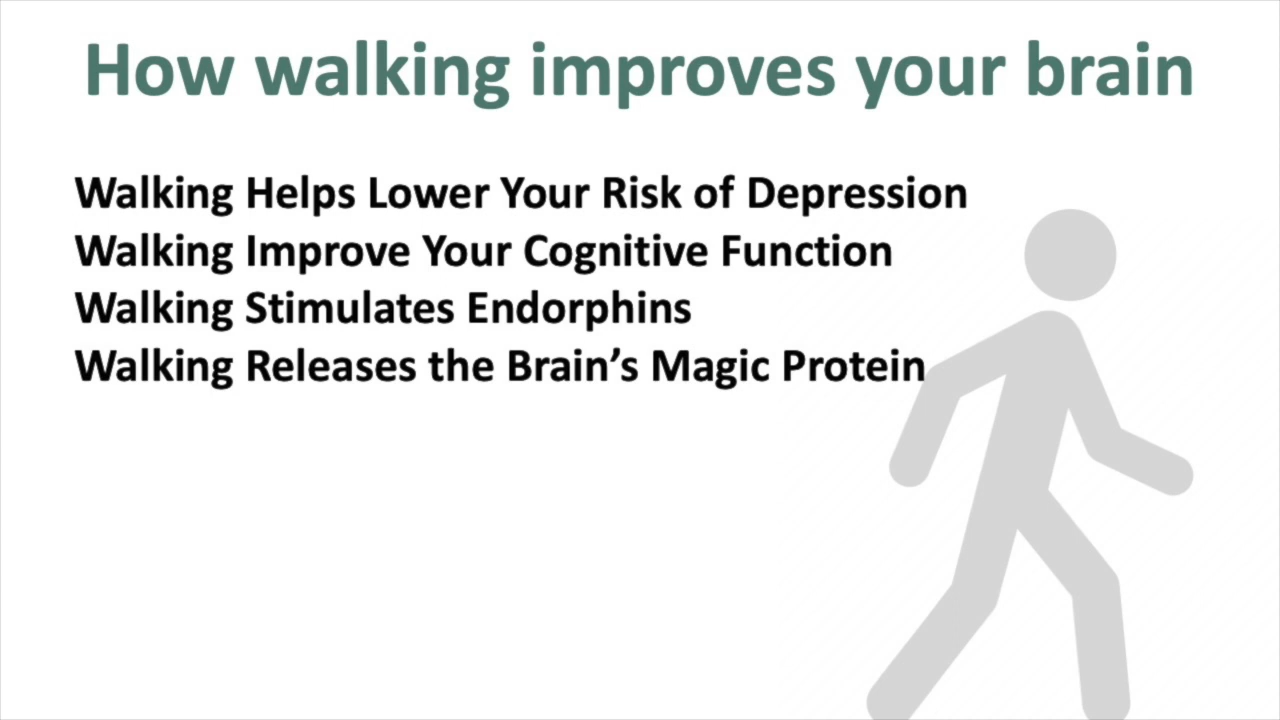 How walking improves your brain
Walking Helps Lower Your Risk of Depression
Walking Improve Your Cognitive Function
Walking Stimulates Endorphins
Walking Releases the Brain’s Magic Protein